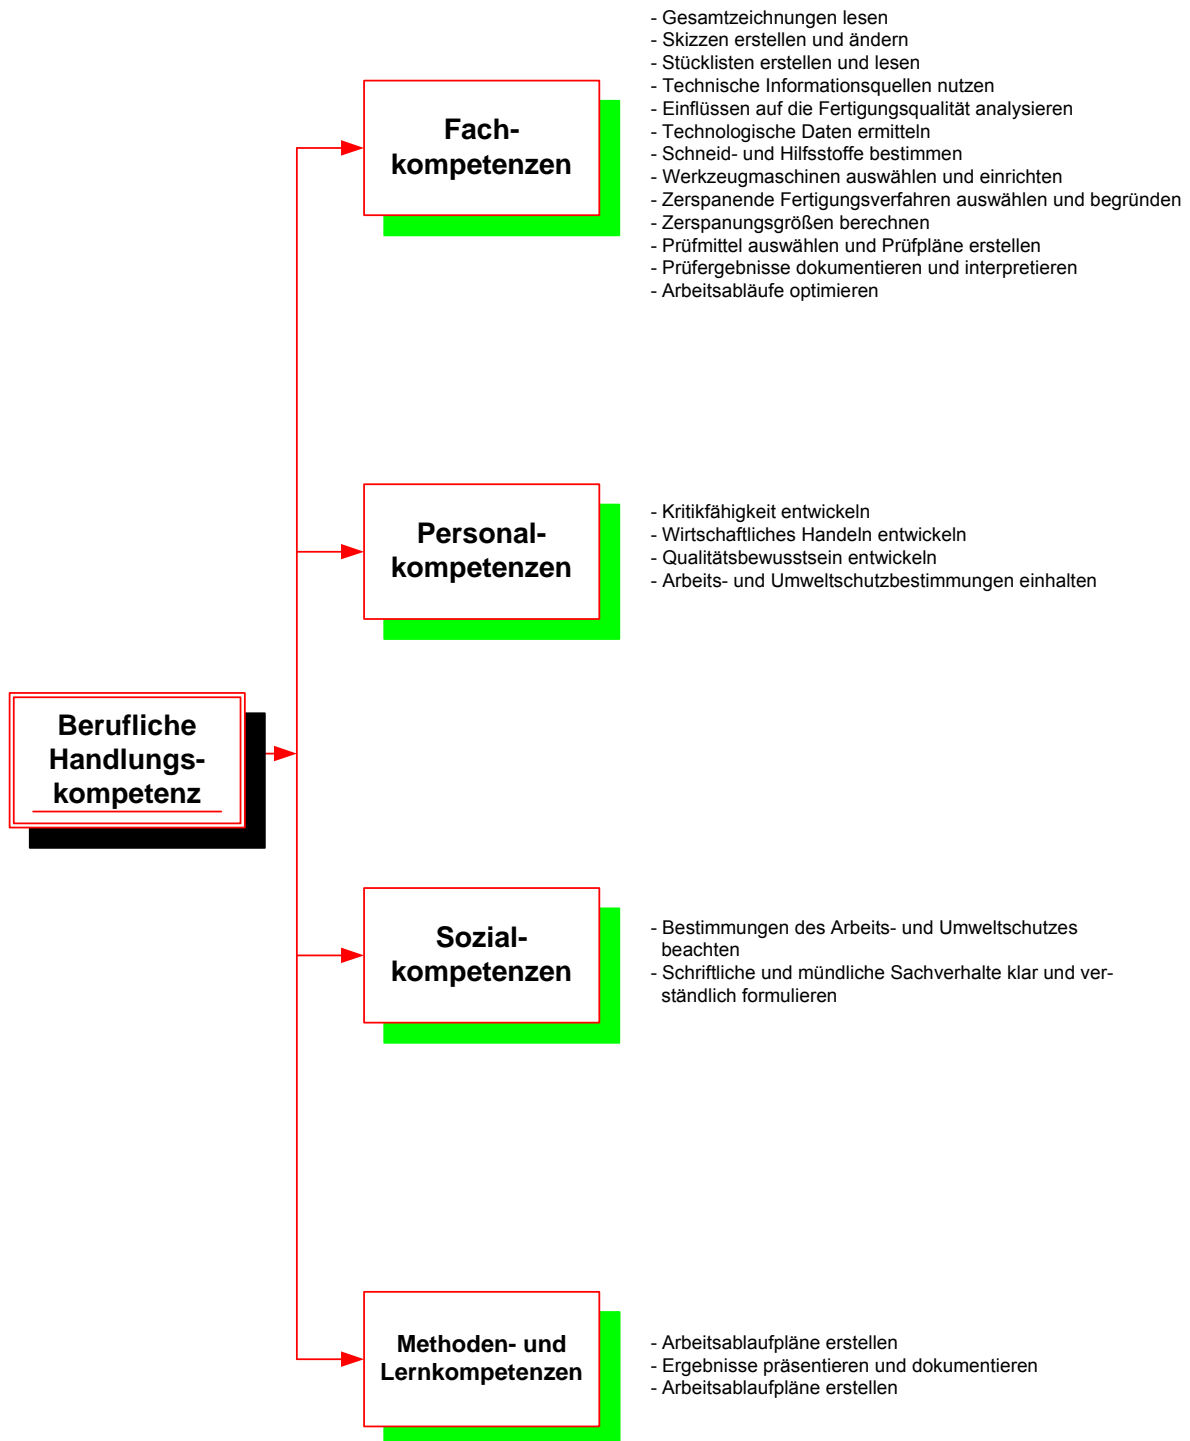 - Gesamtzeichnungen lesen
- Skizzen erstellen und ändern
- Stücklisten erstellen und lesen
- Technische Informationsquellen nutzen
- Einflüssen auf die Fertigungsqualität analysieren
- Technologische Daten ermitteln
- Schneid- und Hilfsstoffe bestimmen
- Werkzeugmaschinen auswählen und einrichten
- Zerspanende Fertigungsverfahren auswählen und begründen
- Zerspanungsgrößen berechnen
- Prüfmittel auswählen und Prüfpläne erstellen
- Prüfergebnisse dokumentieren und interpretieren
- Arbeitsabläufe optimieren
Fach-
kompetenzen
Personal-
kompetenzen
- Kritikfähigkeit entwickeln
- Wirtschaftliches Handeln entwickeln
- Qualitätsbewusstsein entwickeln
- Arbeits- und Umweltschutzbestimmungen einhalten
Berufliche
Handlungs-
kompetenz
Sozial-
kompetenzen
- Bestimmungen des Arbeits- und Umweltschutzes
beachten
- Schriftliche und mündliche Sachverhalte klar und ver-
ständlich formulieren
Methoden- und
Lernkompetenzen
- Arbeitsablaufpläne erstellen
- Ergebnisse präsentieren und dokumentieren
- Arbeitsablaufpläne erstellen